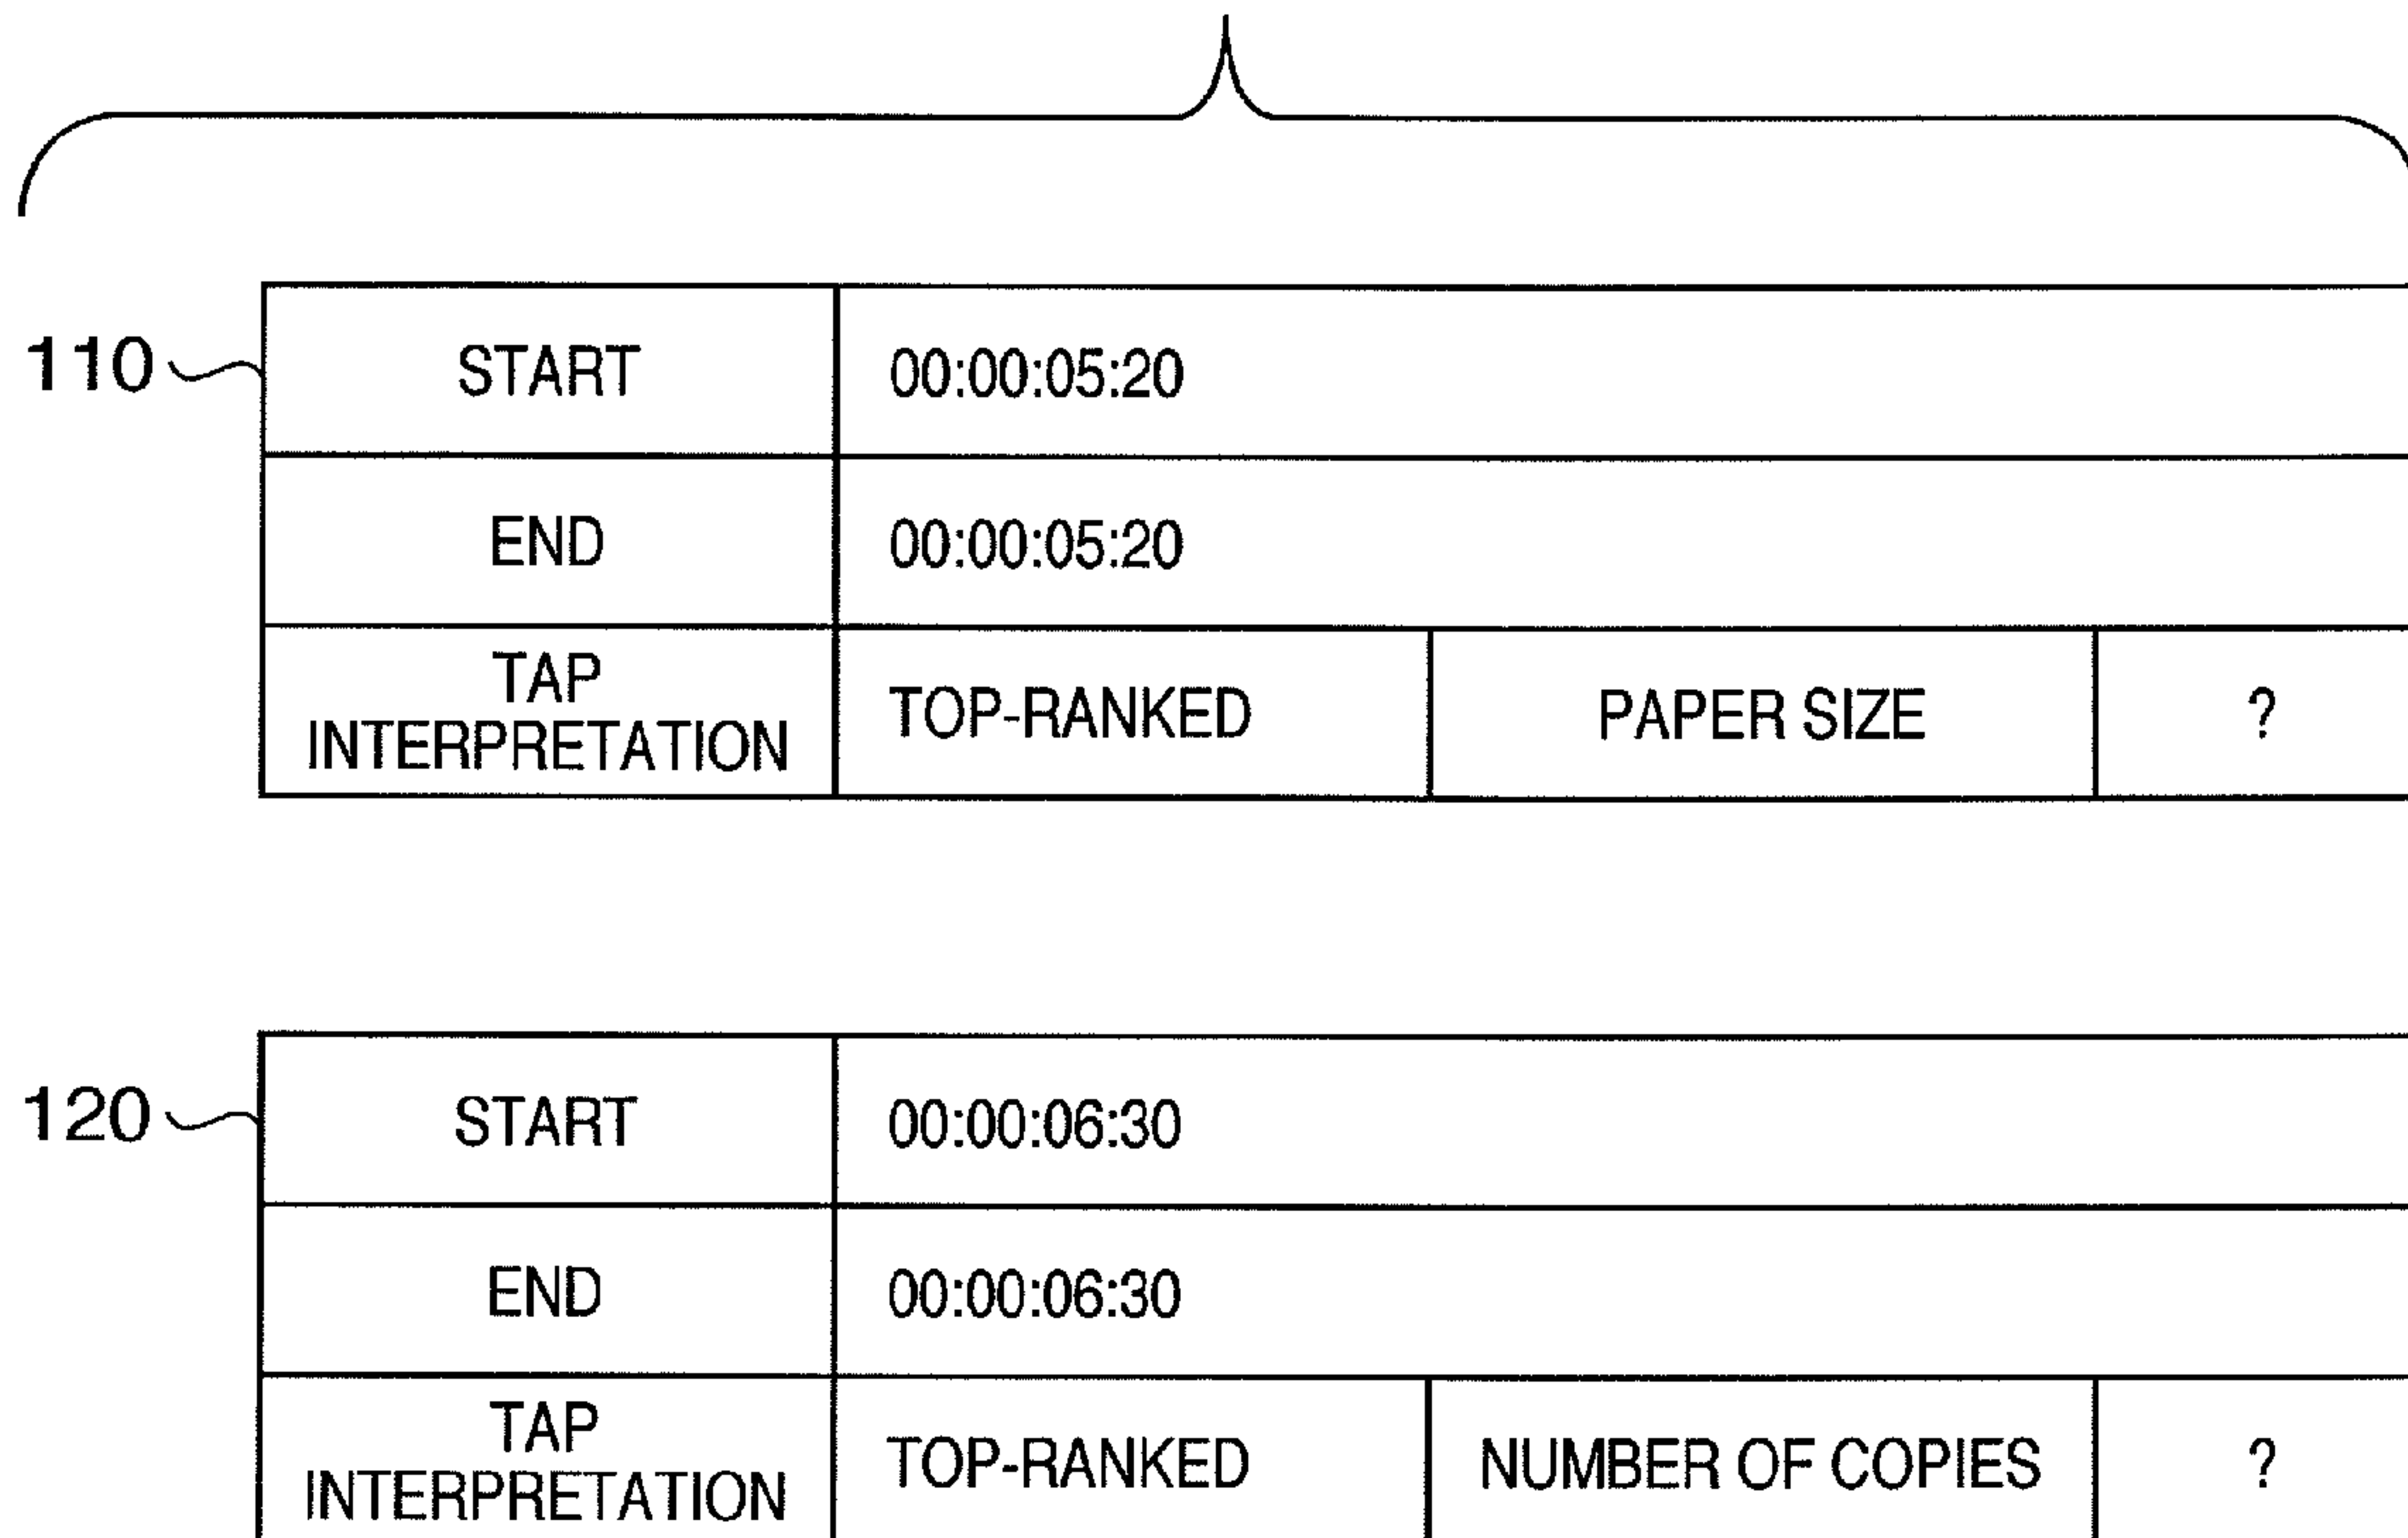 110 START 00:00:05:20
END 00:00:05:20
TAP
INTERPRETATION TOP-RANKED PAPER SIZE ?
120 START 00:00:06:30
END 00:00:06:30
TAP
INTERPRETATION TOP-RANKED NUMBER OF COPIES ?